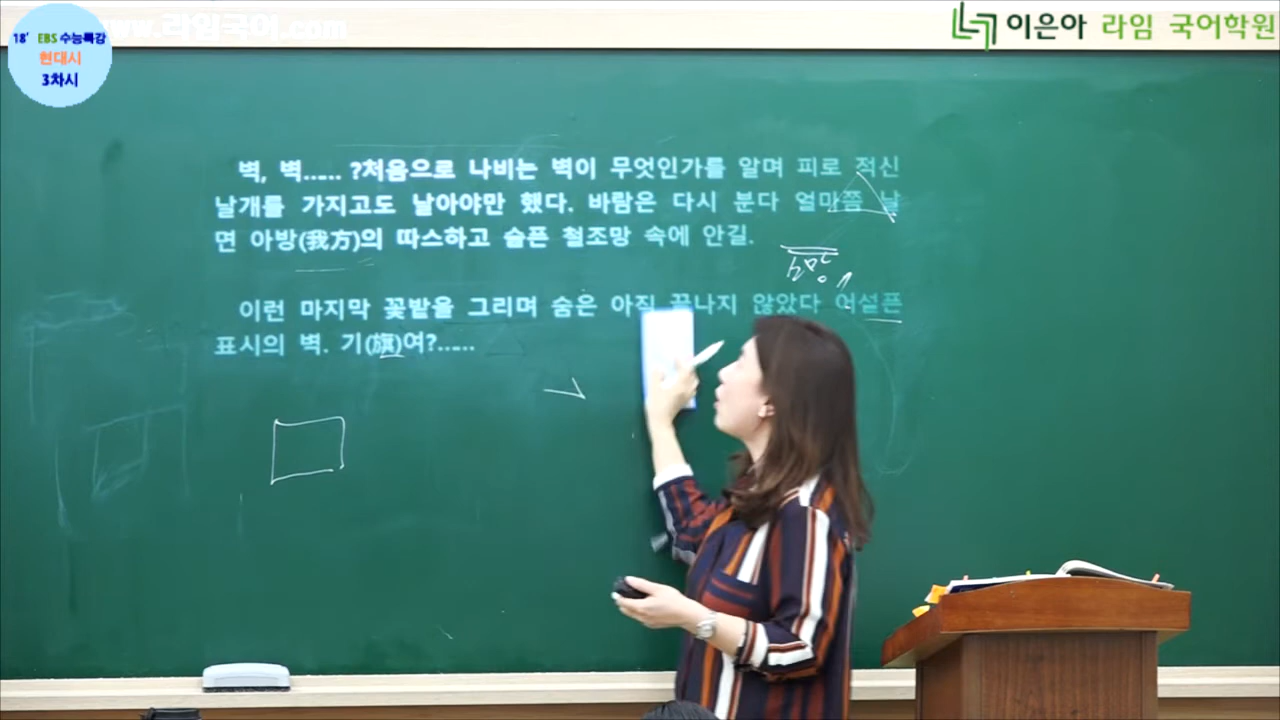 www.라임국어.com
이은아 라임 국어학원
18' EBS 수능특강
현대시
3차시
벽, 벽…… ?처음으로 나비는 벽이 무엇인가를 알며 피로 적신
날개를 가지고도 날아야만 했다. 바람은 다시 분다 얼마쯤 날
면 아방(我方)의 따스하고 슬픈 철조망 속에 안길.
이런 마지막 꽃밭을 그리며 숨은 아직 끝나지 않았다 어설픈
표시의 벽. 기(旗)여?……